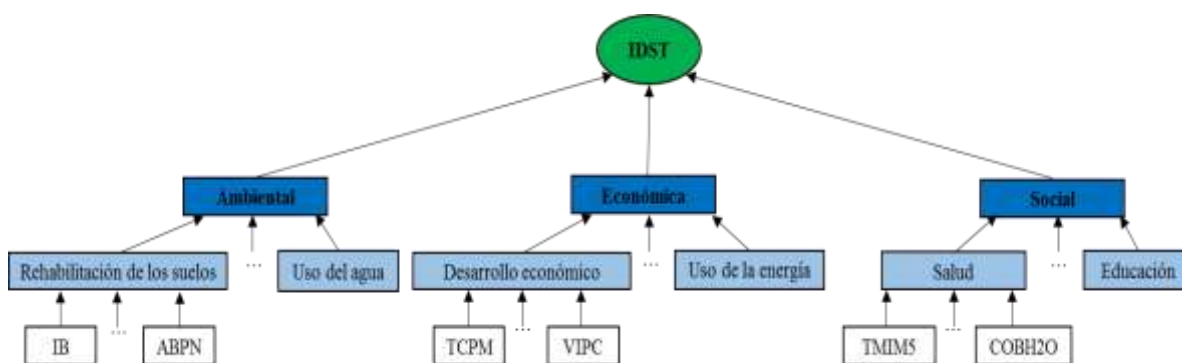 IDST
Ambiental
Económica
Social
Rehabilitación de los suelos
...
Uso del agua
Desarrollo económico
...
Uso de la energía
Salud
...
Educación
IB
...
ABPN
TCPM
...
VIPC
TMIM5
...
COBH2O